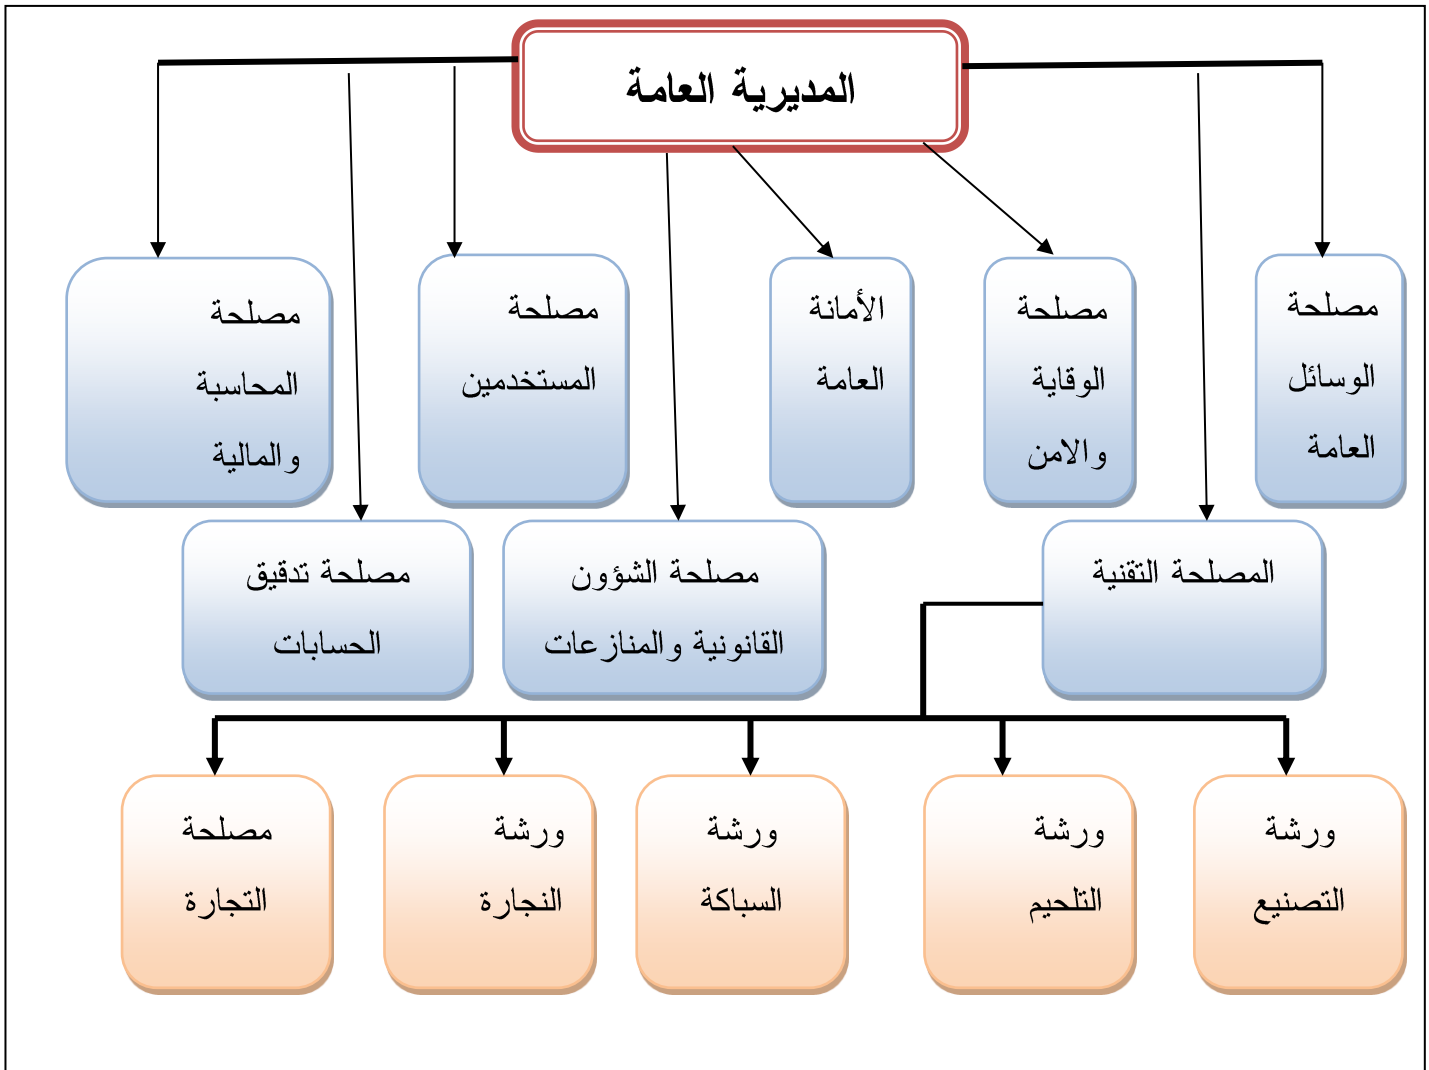 المديرية العامة
مصلحة
الوسائل
العامة
مصلحة
الوقاية
والامن
الأمانة
العامة
مصلحة
المستخدمين
مصلحة
المحاسبة
والمالية
المصلحة التقنية
مصلحة الشؤون
القانونية والمنازعات
مصلحة تدقيق
الحسابات
ورشة
التصنيع
ورشة
التلحيم
ورشة
السباكة
ورشة
النجارة
مصلحة
التجارة